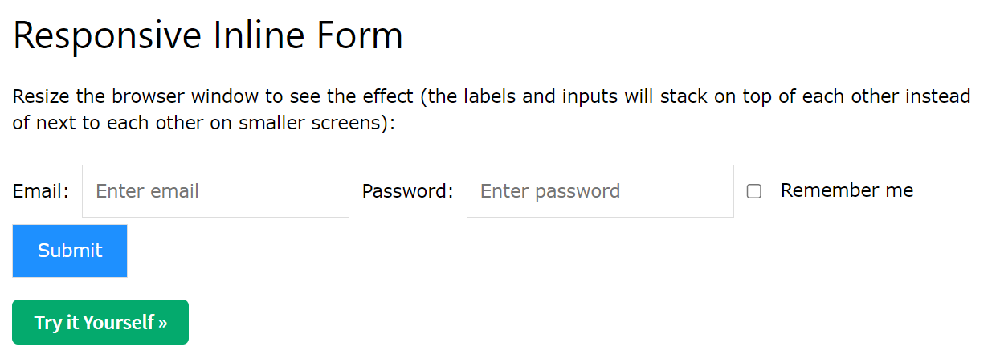 Responsive Inline Form
Resize the browser window to see the effect (the labels and inputs will stack on top of each other instead
of next to each other on smaller screens):
Email: Enter email Password: Enter password Remember me
Submit
Try it Yourself »